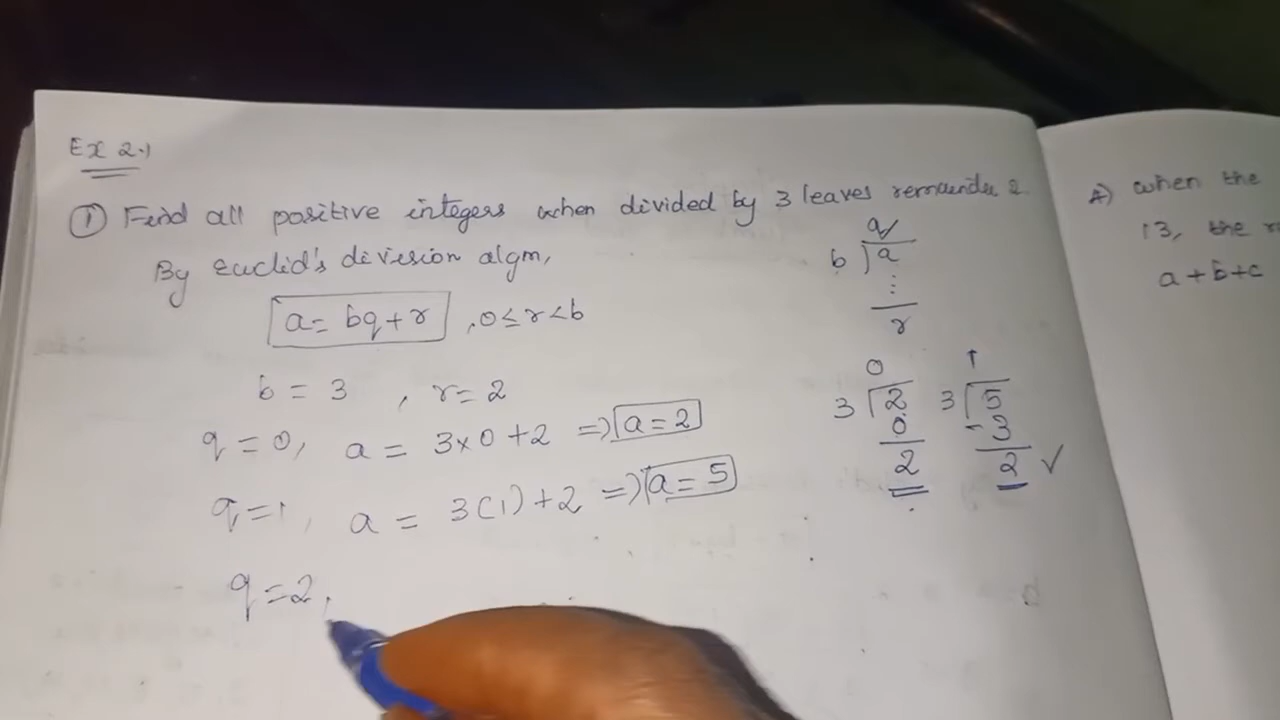 Ex 2.1
① Find all positive integers when divided by 3 leaves remainder 2.
By Euclid's division algm,
a = bq + r , 0 ≤ r < b
b = 3 , r = 2
q = 0, a = 3×0+2 ⇒ a = 2
q = 1, a = 3(1)+2 ⇒ a = 5
q = 2,
q
b a
⋮
r
0
3 2
0
2
1
3 5
- 3
2 ✓
A) when the
13, the
a + b + c